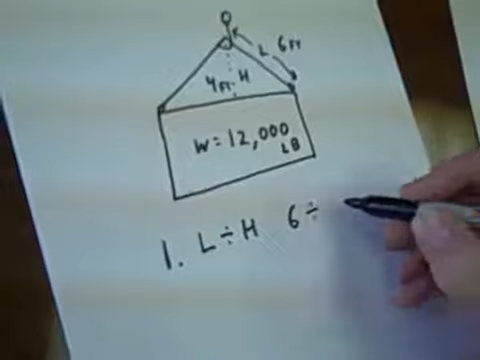 L 6 FT
4 FT H
W = 12,000
LB
1. L ÷ H 6 ÷